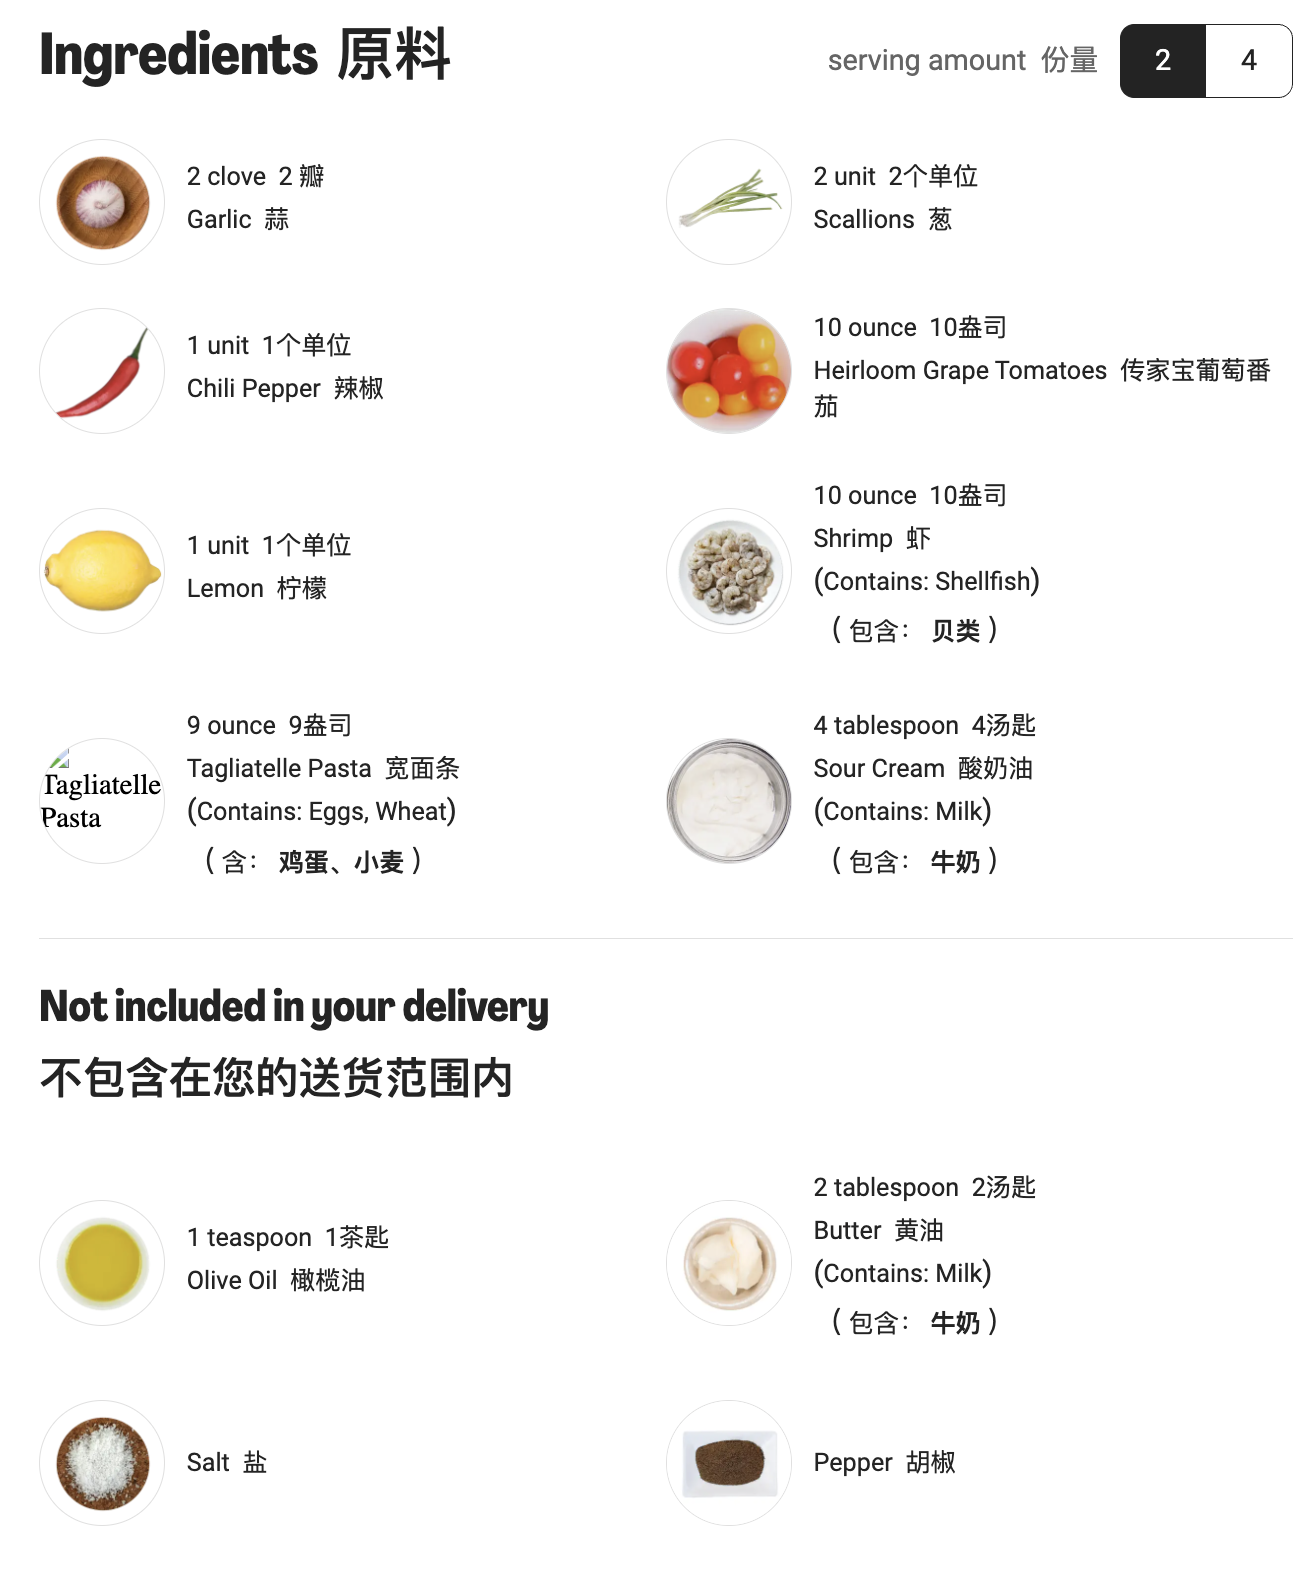 Ingredients 原料
serving amount 份量 2 4
2 clove 2 瓣
Garlic 蒜
2 unit 2个单位
Scallions 葱
1 unit 1个单位
Chili Pepper 辣椒
10 ounce 10盎司
Heirloom Grape Tomatoes 传家宝葡萄番
茄
1 unit 1个单位
Lemon 柠檬
10 ounce 10盎司
Shrimp 虾
(Contains: Shellfish)
（包含： 贝类）
Tagliatelle
Pasta
9 ounce 9盎司
Tagliatelle Pasta 宽面条
(Contains: Eggs, Wheat)
（含： 鸡蛋、小麦）
4 tablespoon 4汤匙
Sour Cream 酸奶油
(Contains: Milk)
（包含： 牛奶）
Not included in your delivery
不包含在您的送货范围内
1 teaspoon 1茶匙
Olive Oil 橄榄油
2 tablespoon 2汤匙
Butter 黄油
(Contains: Milk)
（包含： 牛奶）
Salt 盐
Pepper 胡椒